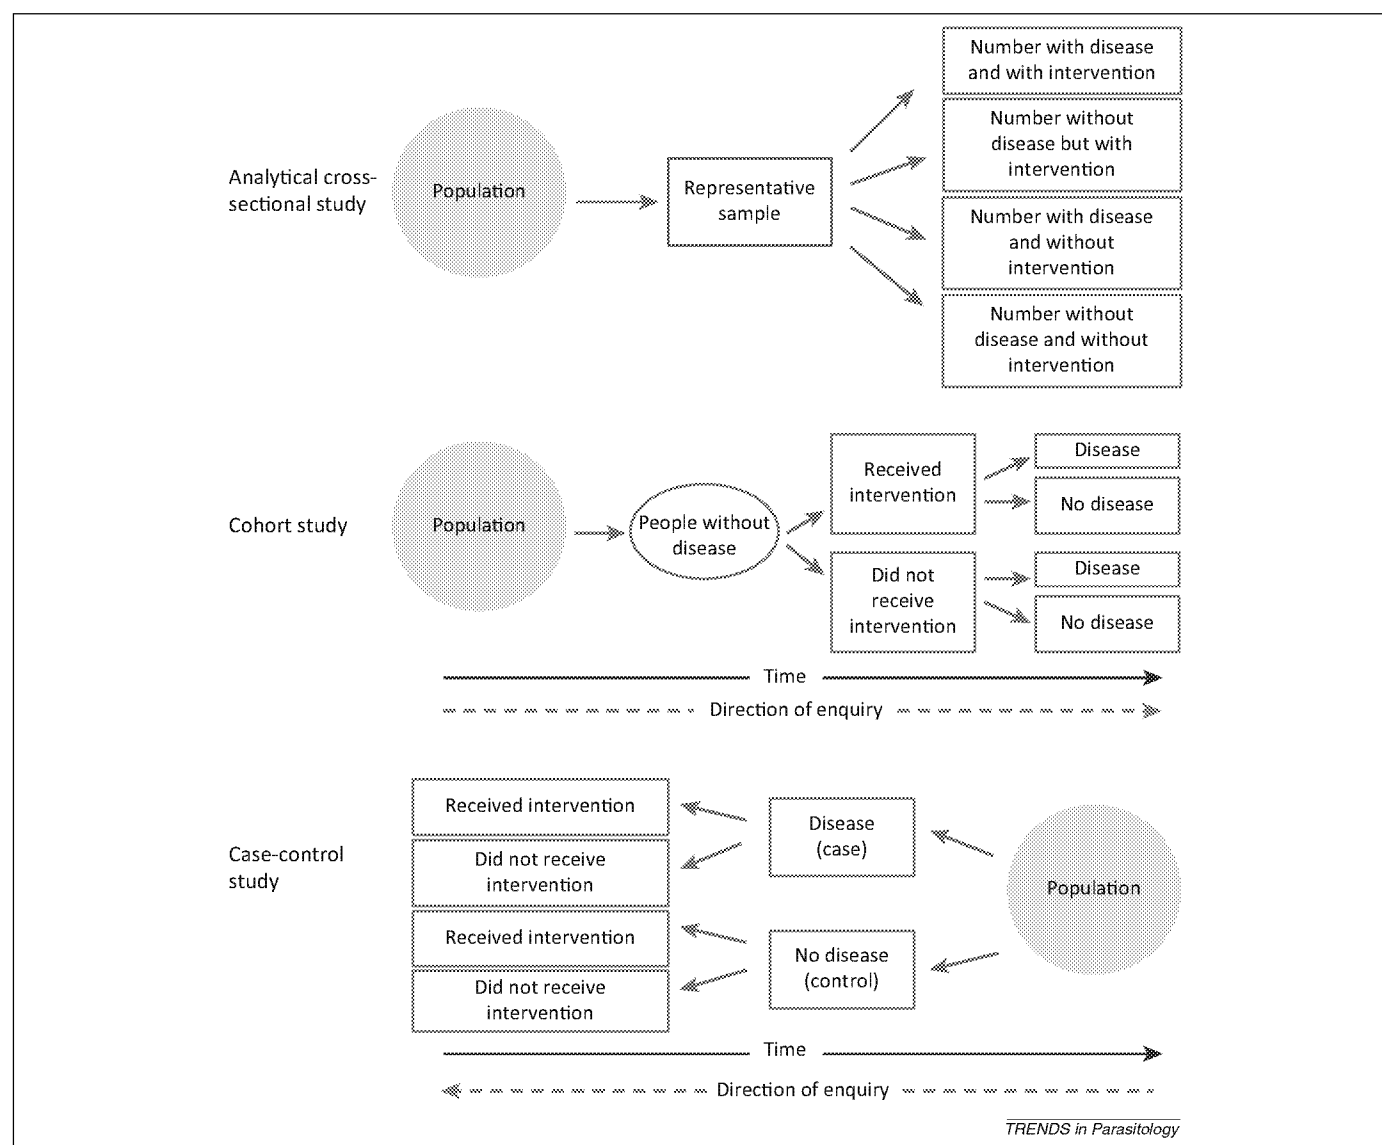 Analytical cross-
sectional study
Population
Representative
sample
Number with disease
and with intervention
Number without
disease but with
intervention
Number with disease
and without
intervention
Number without
disease and without
intervention
Cohort study
Population
People without
disease
Received
intervention
Disease
No disease
Did not
receive
intervention
Disease
No disease
Time
Direction of enquiry
Case-control
study
Received intervention
Did not receive
intervention
Received intervention
Did not receive
intervention
Disease
(case)
No disease
(control)
Population
Time
Direction of enquiry
TRENDS in Parasitology